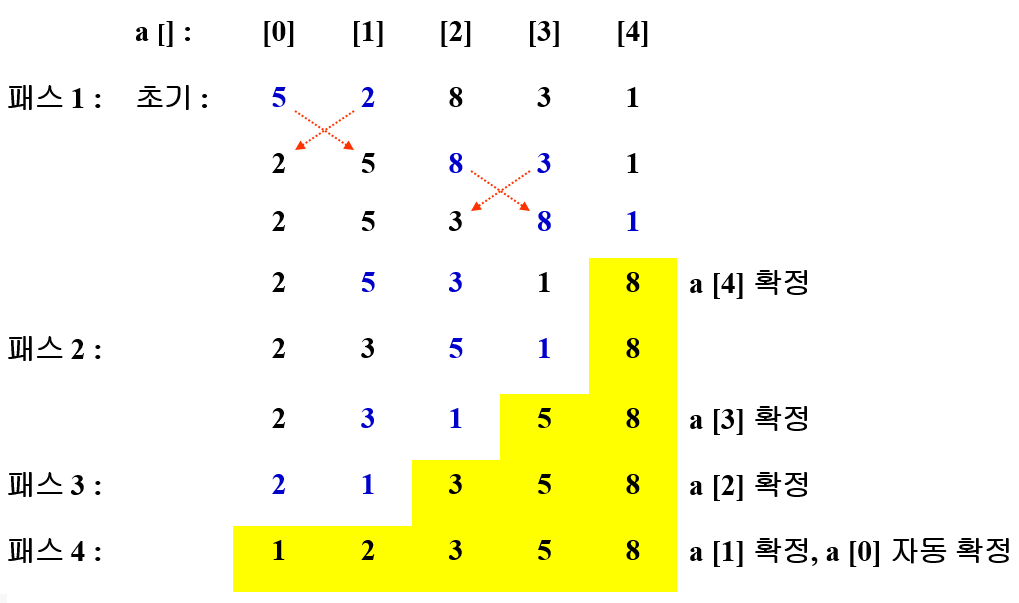 a [] : [0] [1] [2] [3] [4]
패스 1 : 초기 : 5 2 8 3 1
2 5 8 3 1
2 5 3 8 1
2 5 3 1 8 a [4] 확정
패스 2 : 2 3 5 1 8
2 3 1 5 8 a [3] 확정
패스 3 : 2 1 3 5 8 a [2] 확정
패스 4 : 1 2 3 5 8 a [1] 확정, a [0] 자동 확정